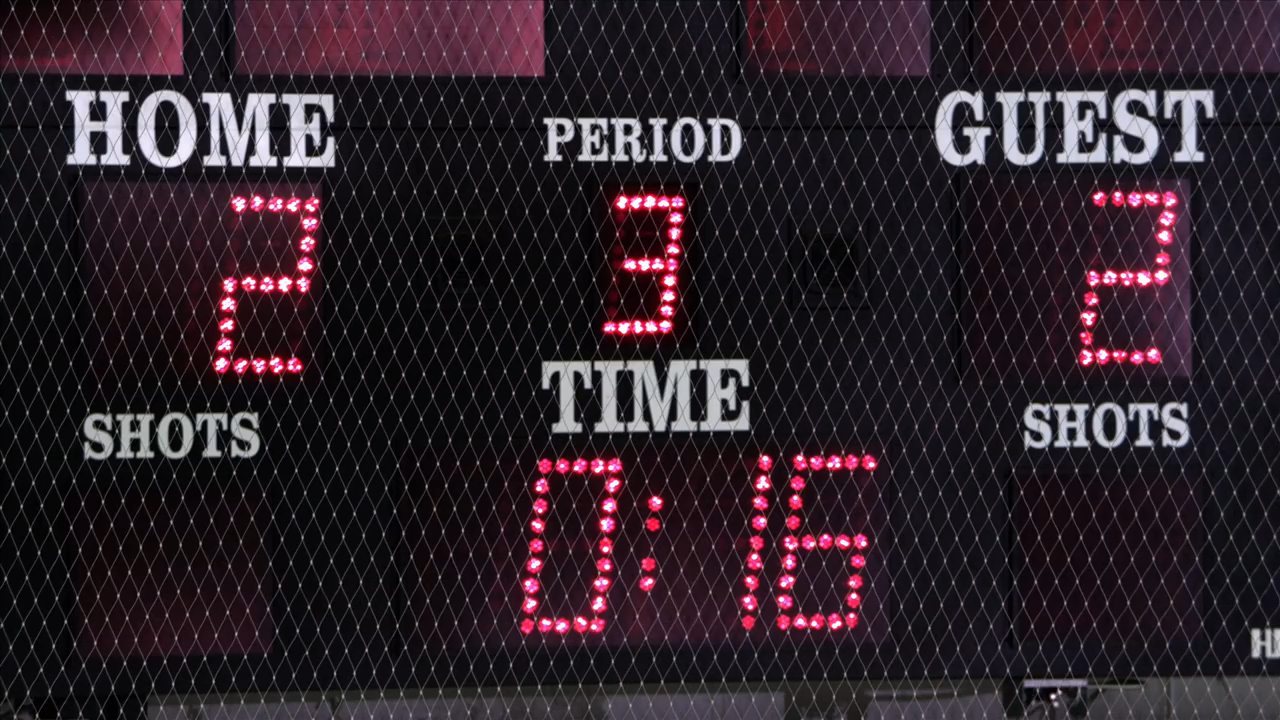 HOME PERIOD GUEST
2 3 2
TIME
SHOTS SHOTS
0:16